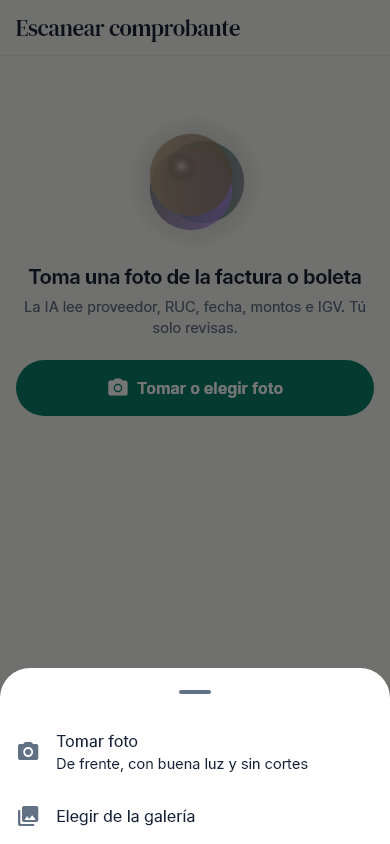 Escanear comprobante
Toma una foto de la factura o boleta
La IA lee proveedor, RUC, fecha, montos e IGV. Tú
solo revisas.
Tomar o elegir foto
Tomar foto
De frente, con buena luz y sin cortes
Elegir de la galería